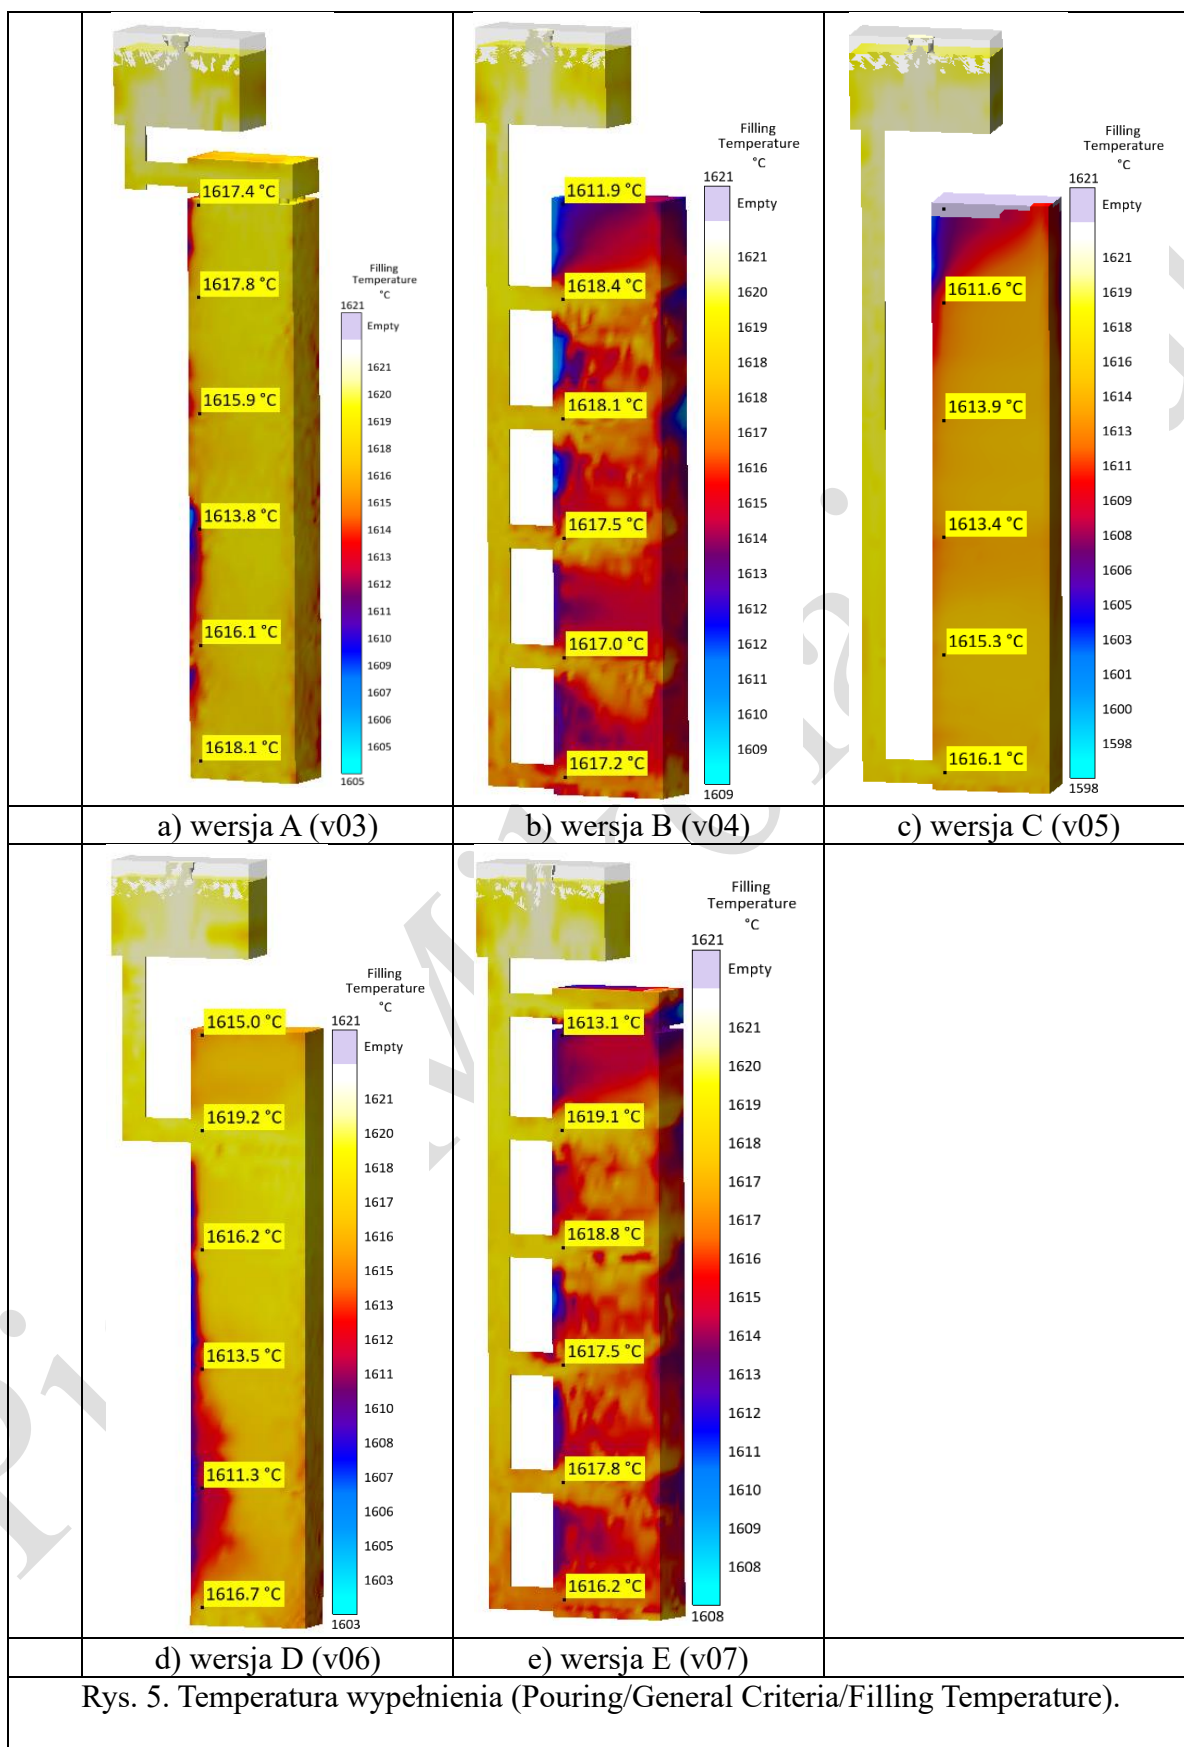 1617.4 °C
1617.8 °C
1615.9 °C
1613.8 °C
1616.1 °C
1618.1 °C
Filling
Temperature
°C
1621
Empty
1621
1620
1619
1618
1616
1615
1614
1613
1612
1611
1610
1609
1607
1606
1605
1605
a) wersja A (v03)
1611.9 °C
1618.4 °C
1618.1 °C
1617.5 °C
1617.0 °C
1617.2 °C
Filling
Temperature
°C
1621
Empty
1621
1620
1619
1618
1618
1617
1616
1615
1614
1613
1612
1612
1611
1610
1609
1609
b) wersja B (v04)
1611.6 °C
1613.9 °C
1613.4 °C
1615.3 °C
1616.1 °C
Filling
Temperature
°C
1621
Empty
1621
1619
1618
1616
1614
1613
1611
1609
1608
1606
1605
1603
1601
1600
1598
1598
c) wersja C (v05)
1615.0 °C
1619.2 °C
1616.2 °C
1613.5 °C
1611.3 °C
1616.7 °C
Filling
Temperature
°C
1621
Empty
1621
1620
1618
1617
1616
1615
1613
1612
1611
1610
1608
1607
1606
1605
1603
1603
d) wersja D (v06)
1613.1 °C
1619.1 °C
1618.8 °C
1617.5 °C
1617.8 °C
1616.2 °C
Filling
Temperature
°C
1621
Empty
1621
1620
1619
1618
1617
1617
1616
1615
1614
1613
1612
1611
1610
1609
1608
1608
e) wersja E (v07)
Rys. 5. Temperatura wypełnienia (Pouring/General Criteria/Filling Temperature).